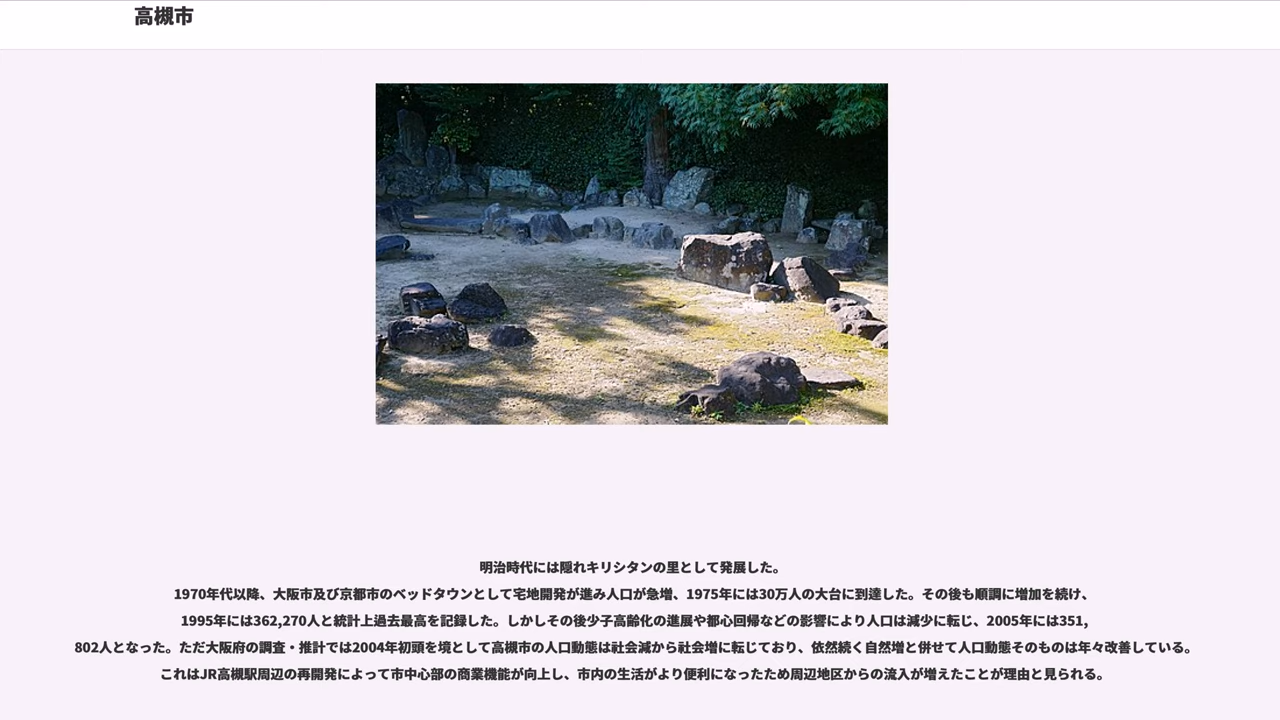 高槻市
明治時代には隠れキリシタンの里として発展した。
1970年代以降、大阪市及び京都市のベッドタウンとして宅地開発が進み人口が急増、1975年には30万人の大台に到達した。その後も順調に増加を続け、
1995年には362,270人と統計上過去最高を記録した。しかしその後少子高齢化の進展や都心回帰などの影響により人口は減少に転じ、2005年には351,
802人となった。ただ大阪府の調査・推計では2004年初頭を境として高槻市の人口動態は社会減から社会増に転じており、依然続く自然増と併せて人口動態そのものは年々改善している。
これはJR高槻駅周辺の再開発によって市中心部の商業機能が向上し、市内の生活がより便利になったため周辺地区からの流入が増えたことが理由と見られる。